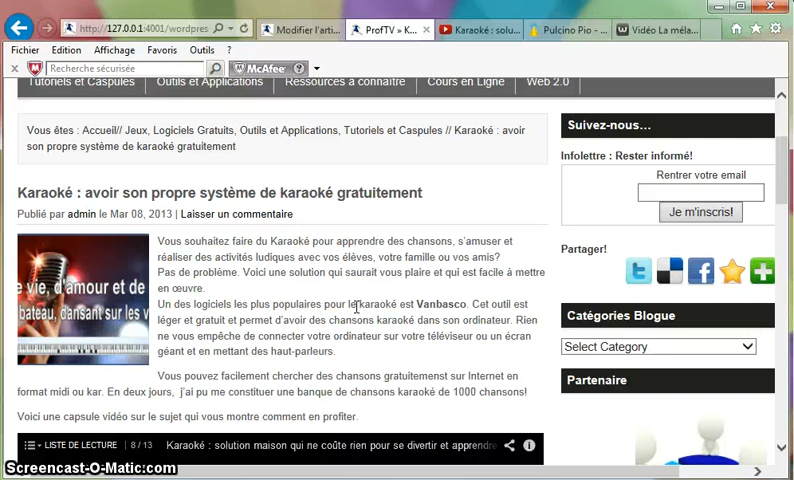 http://127.0.0.1:4001/wordpres
Modifier l'arti...
ProfTV » K...
Karaoké : solu...
Pulcino Pio - ...
Vidéo La méla...
Fichier Edition Affichage Favoris Outils ?
Recherche sécurisée
McAfee
Tutoriels et Caspules
Outils et Applications
Ressources à connaître
Cours en Ligne
Web 2.0
Vous êtes : Accueil// Jeux, Logiciels Gratuits, Outils et Applications, Tutoriels et Caspules // Karaoké : avoir
son propre système de karaoké gratuitement
Karaoké : avoir son propre système de karaoké gratuitement
Publié par admin le Mar 08, 2013 | Laisser un commentaire
Vous souhaitez faire du Karaoké pour apprendre des chansons, s'amuser et
réaliser des activités ludiques avec vos élèves, votre famille ou vos amis?
Pas de problème. Voici une solution qui saurait vous plaire et qui est facile à mettre
en œuvre.
Un des logiciels les plus populaires pour le karaoké est Vanbasco. Cet outil est
léger et gratuit et permet d'avoir des chansons karaoké dans son ordinateur. Rien
ne vous empêche de connecter votre ordinateur sur votre téléviseur ou un écran
géant et en mettant des haut-parleurs.
Vous pouvez facilement chercher des chansons gratuitemenst sur Internet en
format midi ou kar. En deux jours, j'ai pu me constituer une banque de chansons karaoké de 1000 chansons!
Voici une capsule vidéo sur le sujet qui vous montre comment en profiter.
e vie, d'amour et de
bateau, dansant sur les v
LISTE DE LECTURE 8 / 13 Karaoké : solution maison qui ne coûte rien pour se divertir et apprendre
Suivez-nous…
Infolettre : Rester informé!
Rentrer votre email
Je m'inscris!
Partager!
Catégories Blogue
Select Category
Partenaire
Screencast-O-Matic.com